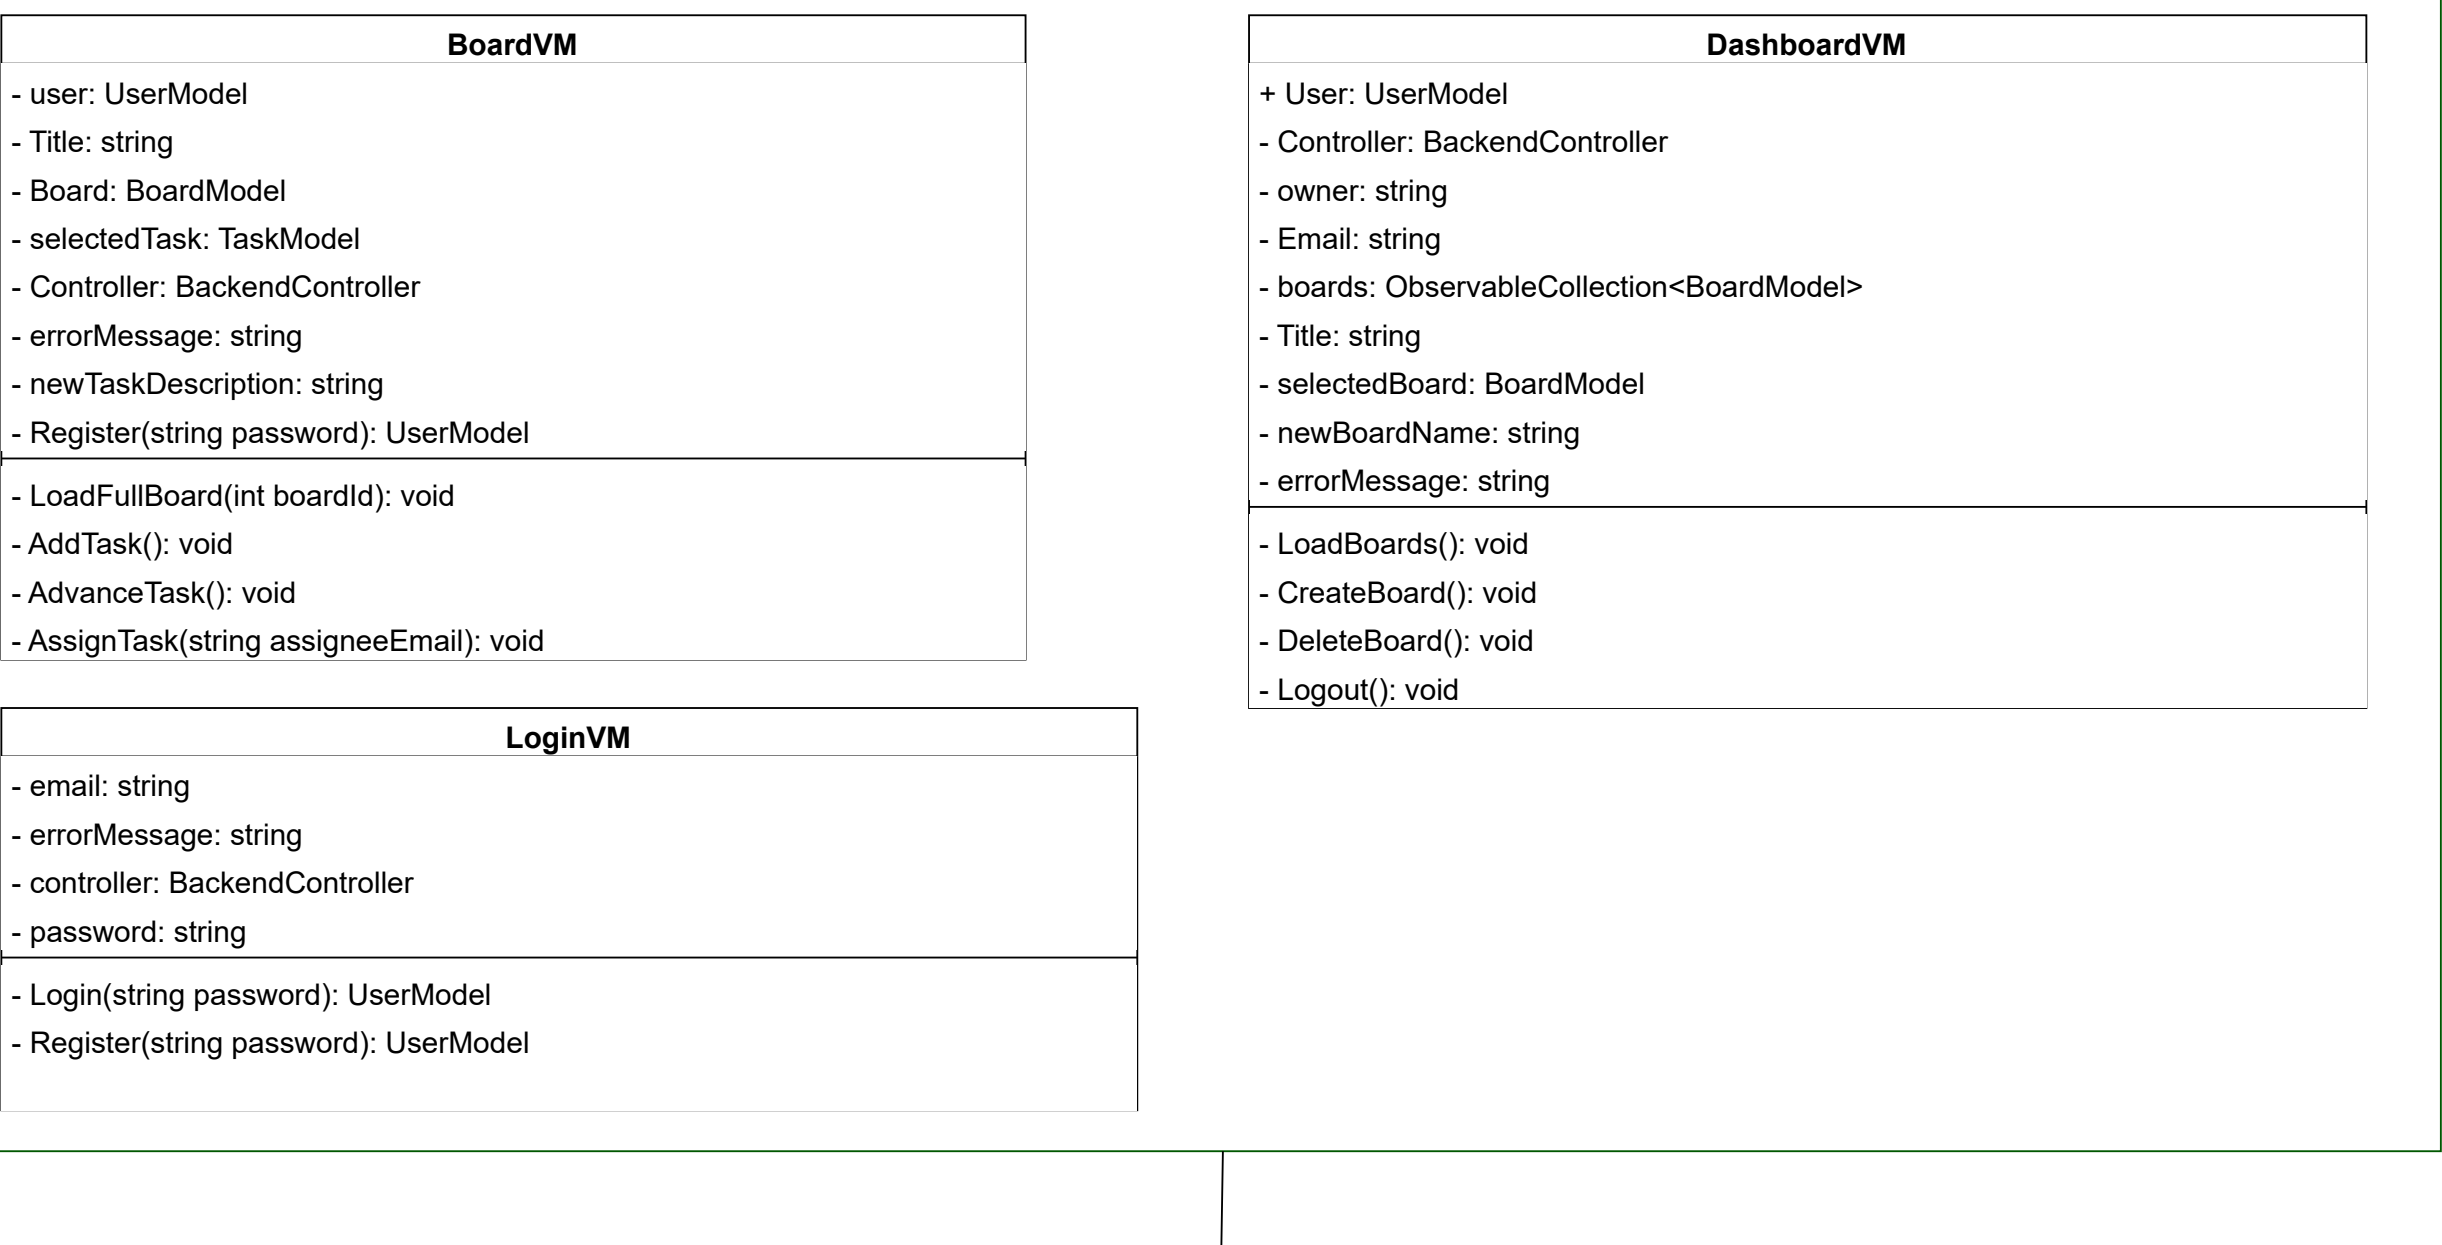 BoardVM
- user: UserModel
- Title: string
- Board: BoardModel
- selectedTask: TaskModel
- Controller: BackendController
- errorMessage: string
- newTaskDescription: string
- Register(string password): UserModel
- LoadFullBoard(int boardId): void
- AddTask(): void
- AdvanceTask(): void
- AssignTask(string assigneeEmail): void
DashboardVM
+ User: UserModel
- Controller: BackendController
- owner: string
- Email: string
- boards: ObservableCollection<BoardModel>
- Title: string
- selectedBoard: BoardModel
- newBoardName: string
- errorMessage: string
- LoadBoards(): void
- CreateBoard(): void
- DeleteBoard(): void
- Logout(): void
LoginVM
- email: string
- errorMessage: string
- controller: BackendController
- password: string
- Login(string password): UserModel
- Register(string password): UserModel